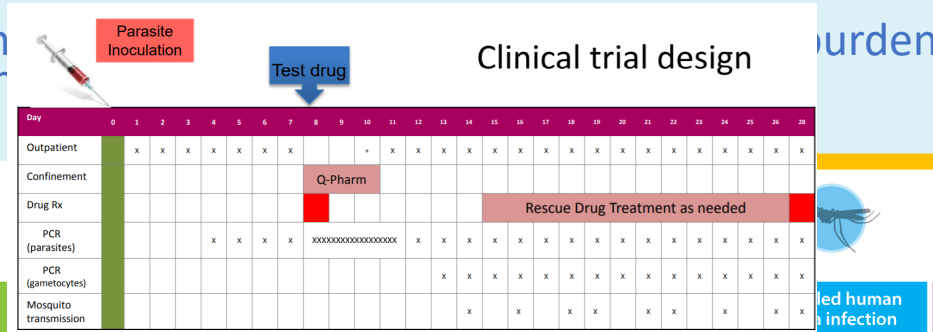 Parasite
Inoculation
Test drug
Clinical trial design
urden
Day 0 1 2 3 4 5 6 7 8 9 10 11 12 13 14 15 16 17 18 19 20 21 22 23 24 25 26 28
Outpatient x x x x x x x + x x x x x x x x x x x x x x x x x
Confinement Q-Pharm
Drug Rx Rescue Drug Treatment as needed
PCR
(parasites) x x x x XXXXXXXXXXXXXXXXXX x x x x x x x x x x x x x x x x
PCR
(gametocytes) x x x x x x x x x x x x x x x
Mosquito
transmission x x x x x x x x
led human
infection